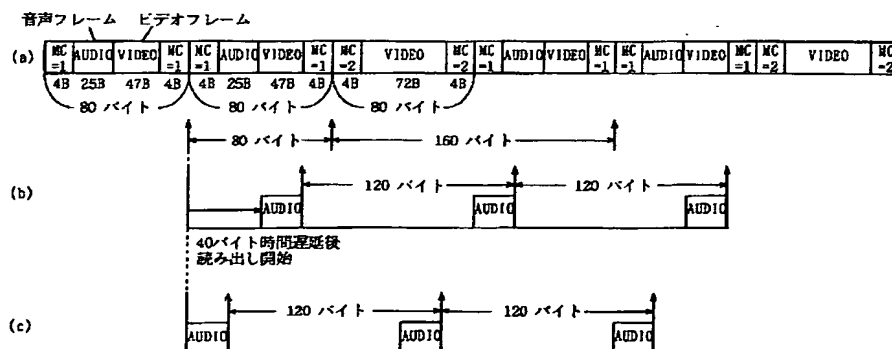 音声フレーム ビデオフレーム
(a)
MC=1 AUDIO VIDEO MC=1 MC=1 AUDIO VIDEO MC=1 MC=2 VIDEO MC=2 MC=1 AUDIO VIDEO MC=1 MC=1 AUDIO VIDEO MC=1 MC=2 VIDEO MC=2
4B 25B 47B 4B 4B 25B 47B 4B 4B 72B 4B
80 バイト 80 バイト 80 バイト
80 バイト 160 バイト
(b)
120 バイト 120 バイト
AUDIO AUDIO AUDIO
40バイト時間遅延後
読み出し開始
(c)
120 バイト 120 バイト
AUDIO AUDIO AUDIO